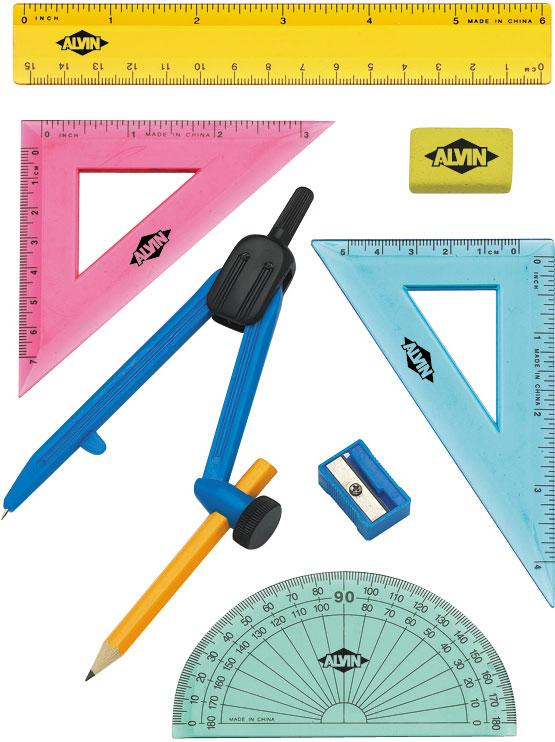 0 INCH 1 2 3 4 5 MADE IN CHINA 6
ALVIN
15 14 13 12 11 10 9 8 7 6 5 4 3 2 1 CM 0
0 INCH 1 MADE IN CHINA 2 3
0 1 CM 2 3 4 5 6 7
ALVIN
ALVIN
5 4 3 2 1 CM 0
0 INCH 1 MADE IN CHINA 2 3 4
ALVIN
0 10 20 30 40 50 60 70 80 90 100 110 120 130 140 150 160 170 180
180 170 160 150 140 130 120 110 100 80 70 60 50 40 30 20 10 0
ALVIN
MADE IN CHINA